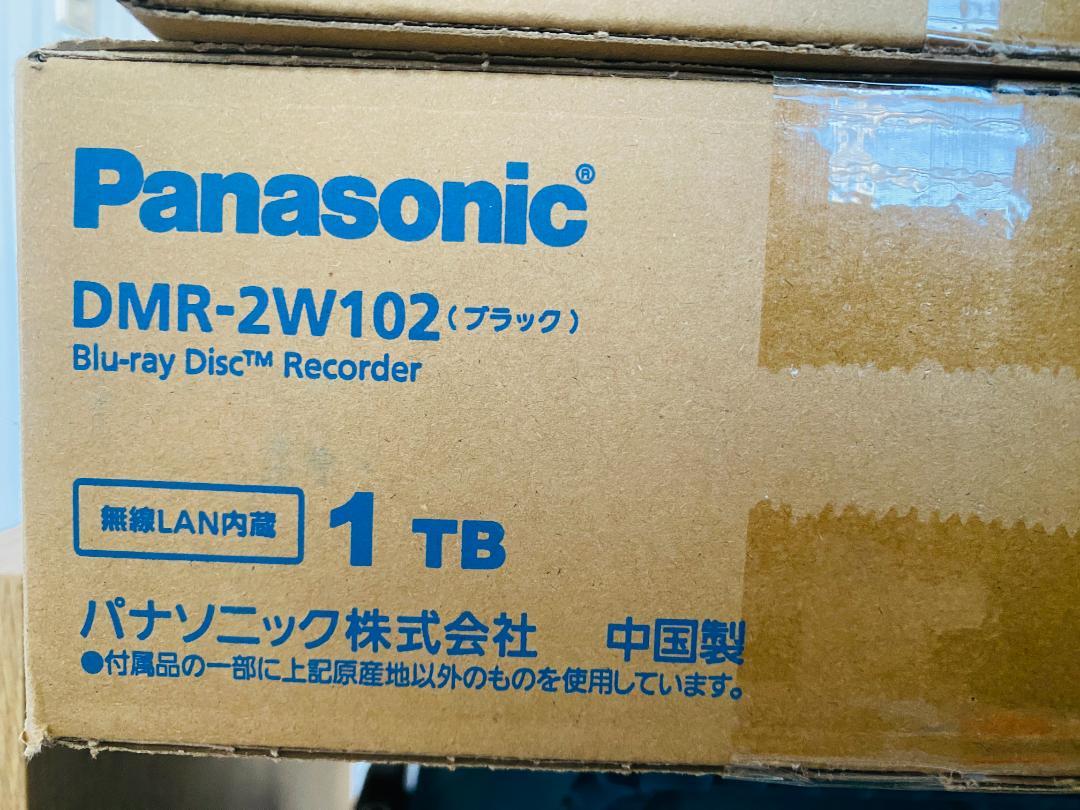 Panasonic®
DMR-2W102(ブラック)
Blu-ray Disc™ Recorder
無線LAN内蔵 1 TB
パナソニック株式会社 中国製
●付属品の一部に上記原産地以外のものを使用しています。